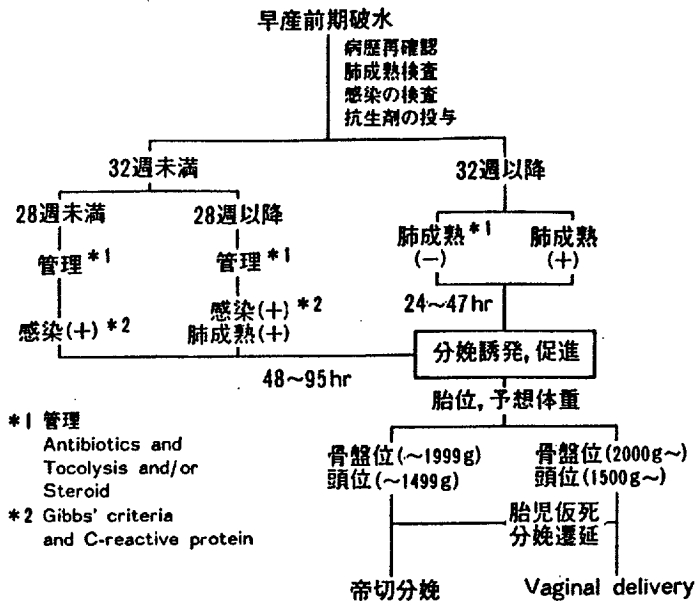 早産前期破水
病歴再確認
肺成熟検査
感染の検査
抗生剤の投与
32週未満
32週以降
28週未満
28週以降
管理*1
管理*1
肺成熟*1
(−)
肺成熟
(+)
感染(+)*2
感染(+)*2
肺成熟(+)
24〜47hr
48〜95hr
分娩誘発,促進
胎位,予想体重
骨盤位(〜1999g)
頭位(〜1499g)
骨盤位(2000g〜)
頭位(1500g〜)
胎児仮死
分娩遷延
帝切分娩
Vaginal delivery
*1 管理
Antibiotics and
Tocolysis and/or
Steroid
*2 Gibbs' criteria
and C-reactive protein